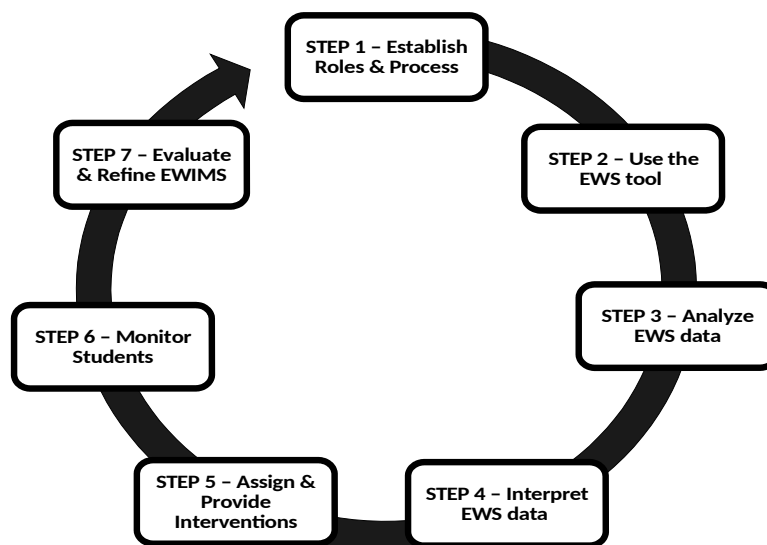 STEP 1 – Establish
Roles & Process
STEP 2 – Use the
EWS tool
STEP 3 – Analyze
EWS data
STEP 4 – Interpret
EWS data
STEP 5 – Assign &
Provide
Interventions
STEP 6 – Monitor
Students
STEP 7 – Evaluate
& Refine EWIMS